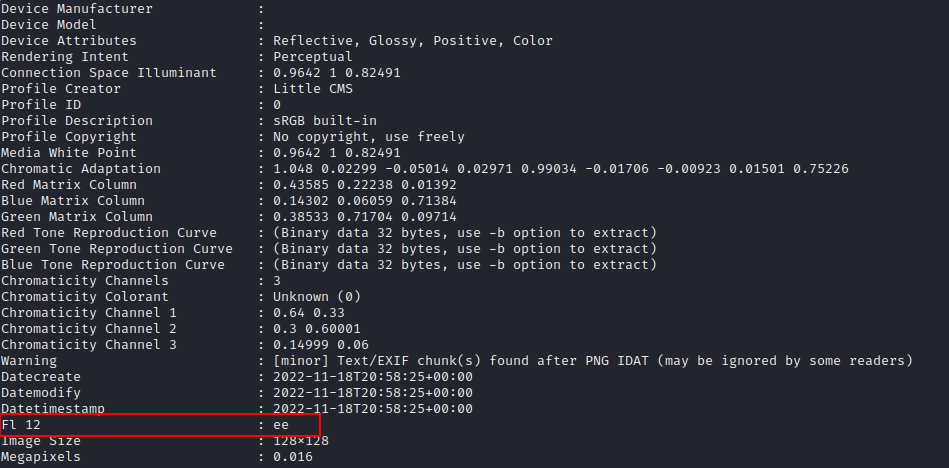 Device Manufacturer             :
Device Model                    :
Device Attributes               : Reflective, Glossy, Positive, Color
Rendering Intent                : Perceptual
Connection Space Illuminant     : 0.9642 1 0.82491
Profile Creator                 : Little CMS
Profile ID                      : 0
Profile Description             : sRGB built-in
Profile Copyright               : No copyright, use freely
Media White Point               : 0.9642 1 0.82491
Chromatic Adaptation            : 1.048 0.02299 -0.05014 0.02971 0.99034 -0.01706 -0.00923 0.01501 0.75226
Red Matrix Column               : 0.43585 0.22238 0.01392
Blue Matrix Column              : 0.14302 0.06059 0.71384
Green Matrix Column             : 0.38533 0.71704 0.09714
Red Tone Reproduction Curve     : (Binary data 32 bytes, use -b option to extract)
Green Tone Reproduction Curve   : (Binary data 32 bytes, use -b option to extract)
Blue Tone Reproduction Curve    : (Binary data 32 bytes, use -b option to extract)
Chromaticity Channels           : 3
Chromaticity Colorant           : Unknown (0)
Chromaticity Channel 1          : 0.64 0.33
Chromaticity Channel 2          : 0.3 0.60001
Chromaticity Channel 3          : 0.14999 0.06
Warning                         : [minor] Text/EXIF chunk(s) found after PNG IDAT (may be ignored by some readers)
Datecreate                      : 2022-11-18T20:58:25+00:00
Datemodify                      : 2022-11-18T20:58:25+00:00
Datetimestamp                   : 2022-11-18T20:58:25+00:00
Fl 12                           : ee
Image Size                      : 128×128
Megapixels                      : 0.016